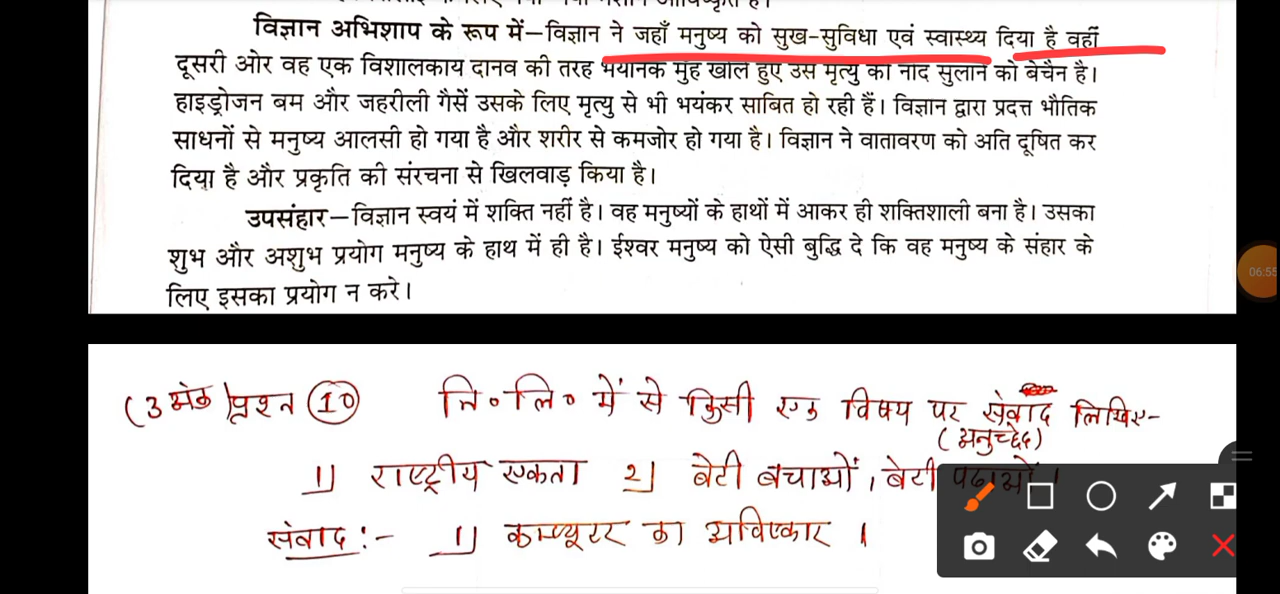 विज्ञान अभिशाप के रूप में–विज्ञान ने जहाँ मनुष्य को सुख-सुविधा एवं स्वास्थ्य दिया है वहीं
दूसरी ओर वह एक विशालकाय दानव की तरह भयानक मुँह खोले हुए उसे मृत्यु की नींद सुलाने को बेचैन है।
हाइड्रोजन बम और जहरीली गैसें उसके लिए मृत्यु से भी भयंकर साबित हो रही हैं। विज्ञान द्वारा प्रदत्त भौतिक
साधनों से मनुष्य आलसी हो गया है और शरीर से कमजोर हो गया है। विज्ञान ने वातावरण को अति दूषित कर
दिया है और प्रकृति की संरचना से खिलवाड़ किया है।
उपसंहार–विज्ञान स्वयं में शक्ति नहीं है। वह मनुष्यों के हाथों में आकर ही शक्तिशाली बना है। उसका
शुभ और अशुभ प्रयोग मनुष्य के हाथ में ही है। ईश्वर मनुष्य को ऐसी बुद्धि दे कि वह मनुष्य के संहार के
लिए इसका प्रयोग न करे।
06:55
(3 अंक) प्रश्न 10 नि॰लि॰ में से किसी एक विषय पर संवाद लिखिए-
(अनुच्छेद)
1) राष्ट्रीय एकता 2) बेटी बचाओं, बेटी पढाओं।
संवाद :- 1) कम्प्यूटर का अविष्कार ।